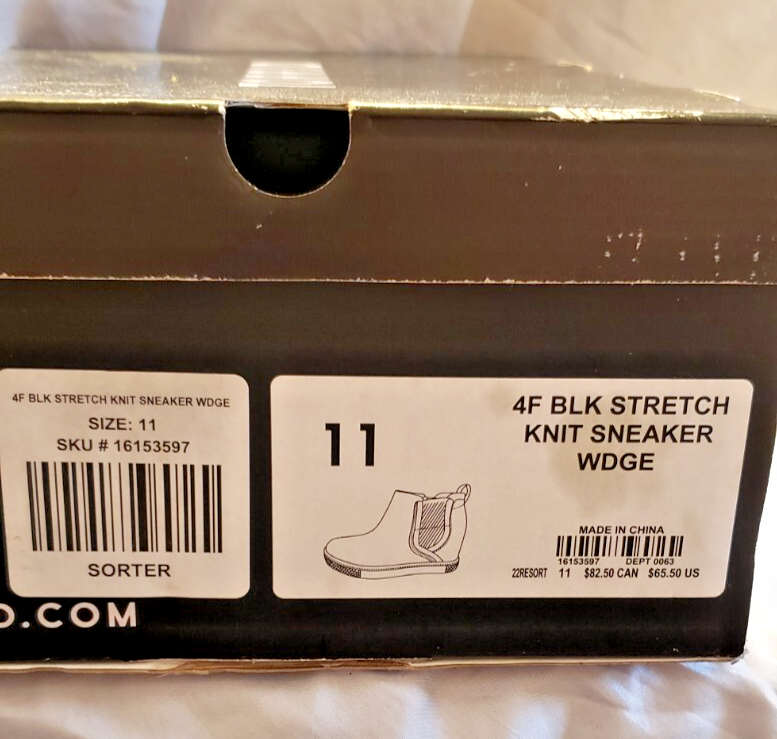 4F BLK STRETCH KNIT SNEAKER WDGE
SIZE: 11
SKU # 16153597
SORTER
11
4F BLK STRETCH
KNIT SNEAKER
WDGE
MADE IN CHINA
16153597 DEPT 0063
22RESORT 11 $82.50 CAN $65.50 US
.COM